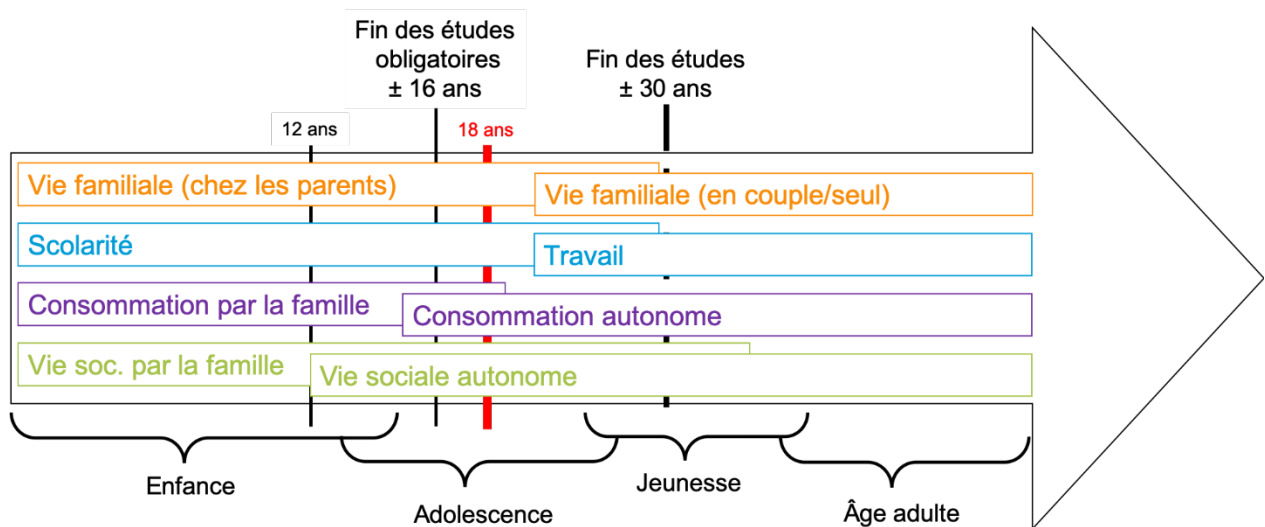 Fin des études
obligatoires
± 16 ans
Fin des études
± 30 ans
12 ans
18 ans
Vie familiale (chez les parents)
Vie familiale (en couple/seul)
Scolarité
Travail
Consommation par la famille
Consommation autonome
Vie soc. par la famille
Vie sociale autonome
Enfance
Adolescence
Jeunesse
Âge adulte